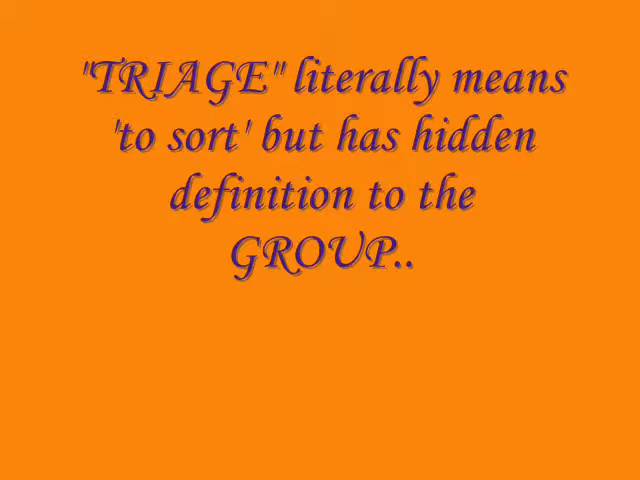 "TRIAGE" literally means
'to sort' but has hidden
definition to the
GROUP..